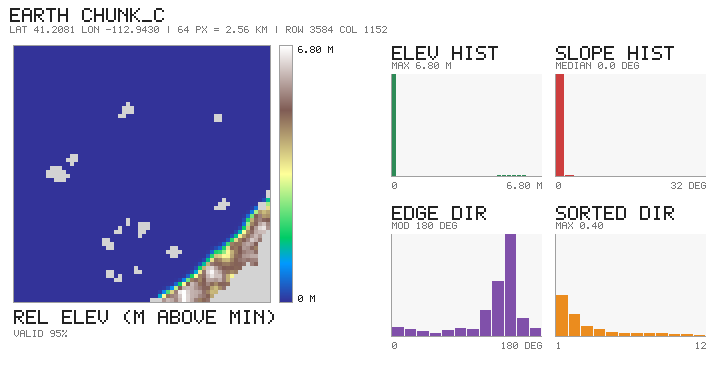 EARTH CHUNK_C
LAT 41.2081 LON -112.9430 | 64 PX = 2.56 KM | ROW 3584 COL 1152
6.80 M
0 M
REL ELEV (M ABOVE MIN)
VALID 95%
ELEV HIST
MAX 6.80 M
0 6.80 M
SLOPE HIST
MEDIAN 0.0 DEG
0 32 DEG
EDGE DIR
MOD 180 DEG
0 180 DEG
SORTED DIR
MAX 0.40
1 12